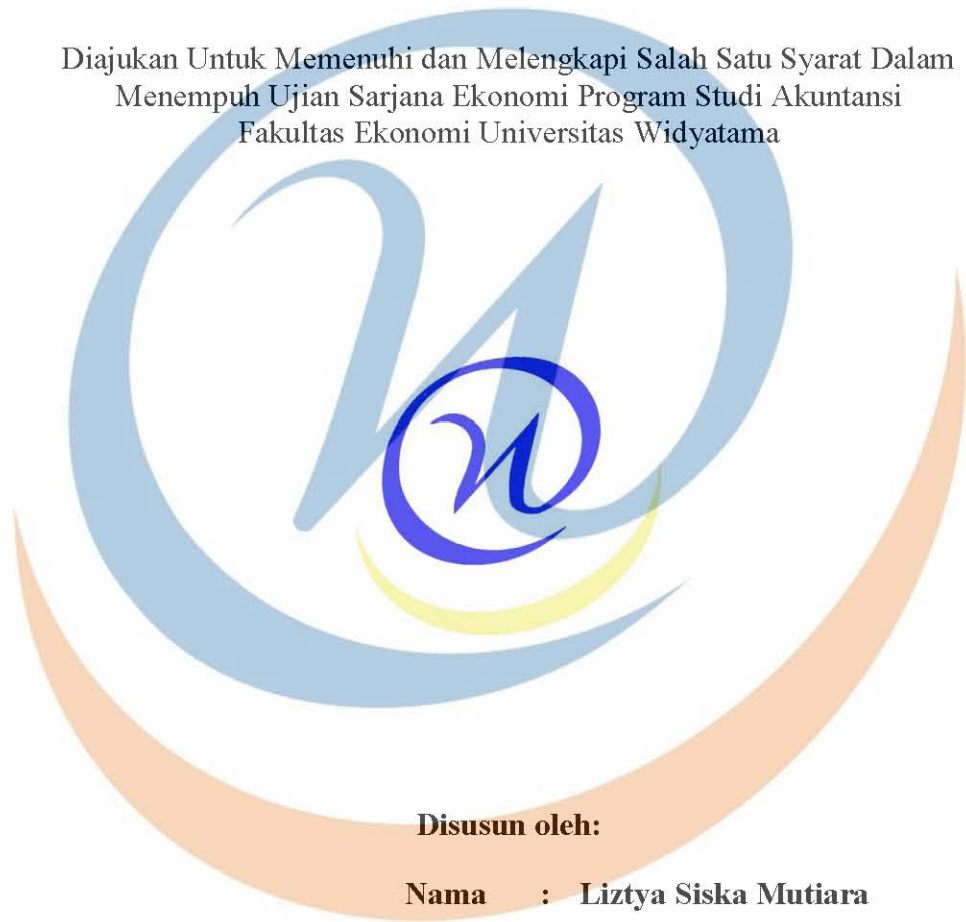 Diajukan Untuk Memenuhi dan Melengkapi Salah Satu Syarat Dalam
Menempuh Ujian Sarjana Ekonomi Program Studi Akuntansi
Fakultas Ekonomi Universitas Widyatama
Disusun oleh:
Nama : Liztya Siska Mutiara